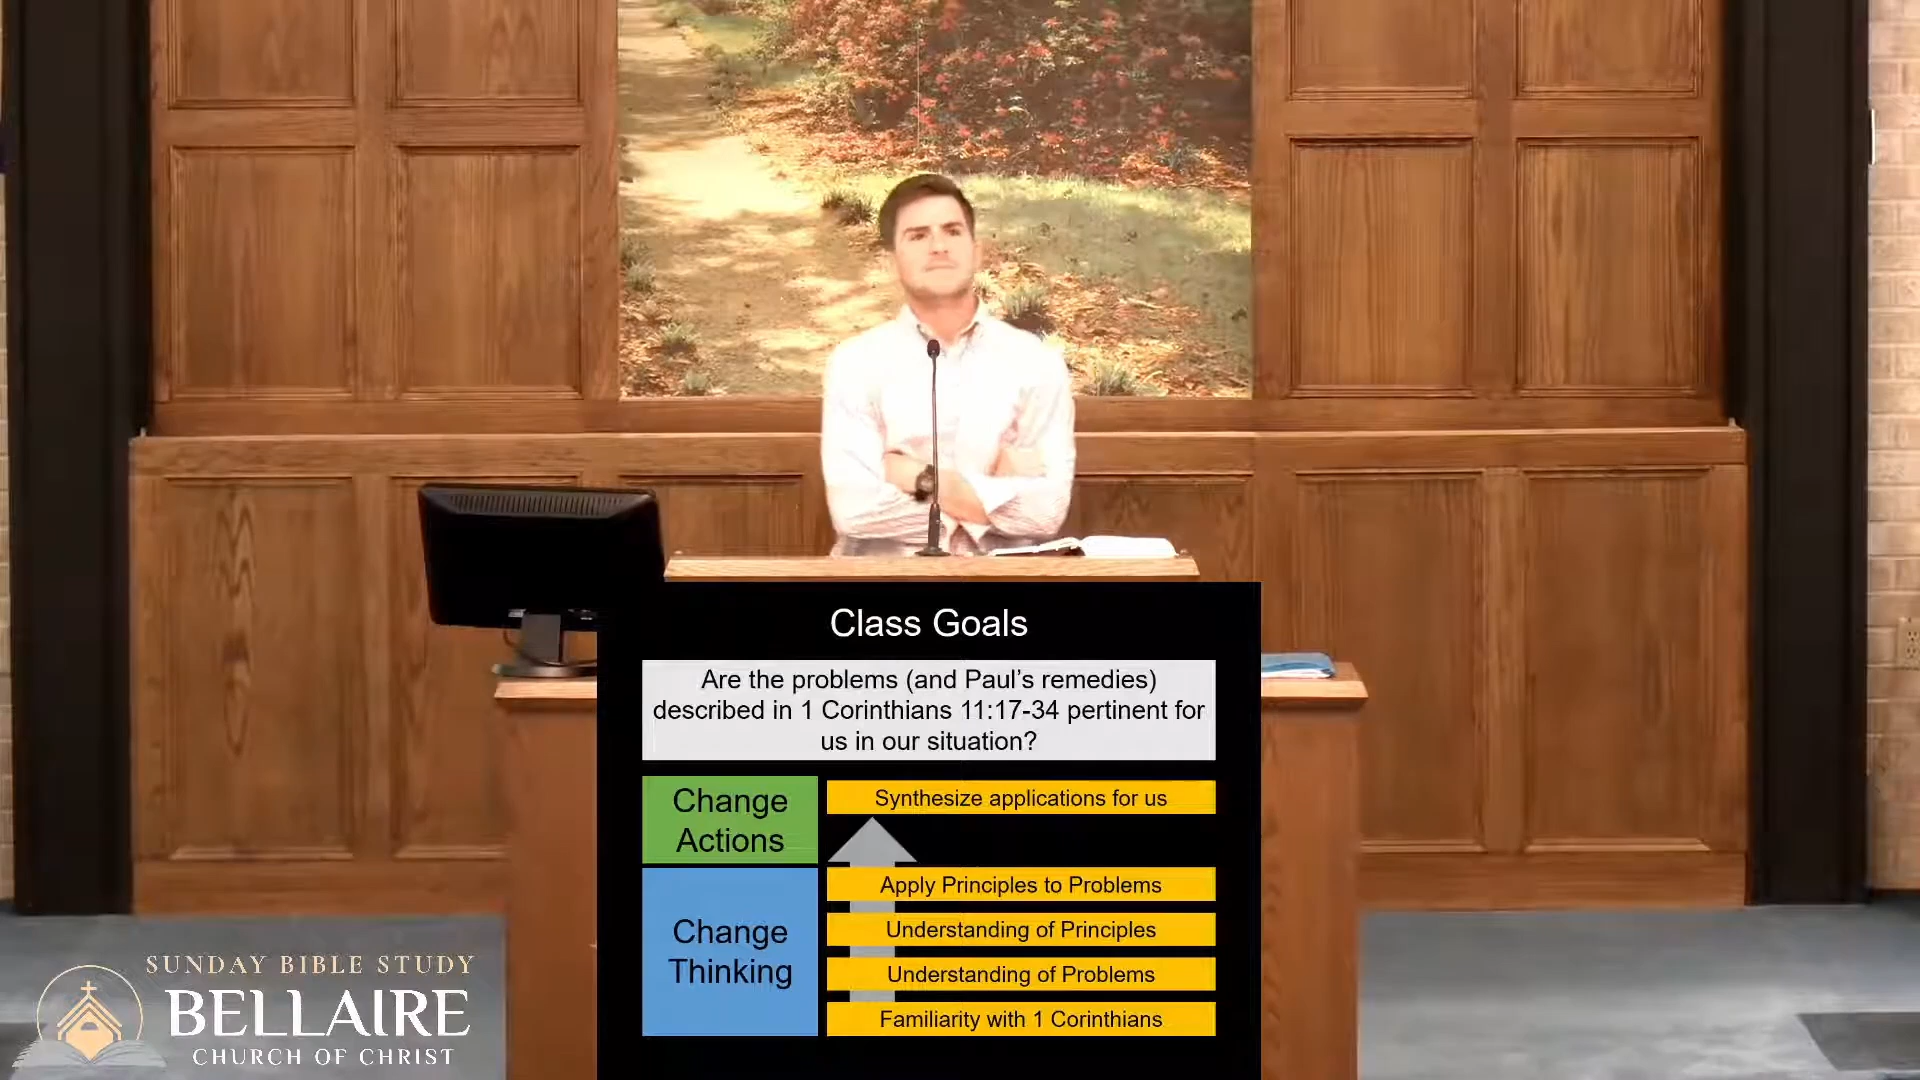 Class Goals
Are the problems (and Paul's remedies)
described in 1 Corinthians 11:17-34 pertinent for
us in our situation?
Change
Actions
Synthesize applications for us
Change
Thinking
Apply Principles to Problems
Understanding of Principles
Understanding of Problems
Familiarity with 1 Corinthians
SUNDAY BIBLE STUDY
BELLAIRE
CHURCH OF CHRIST